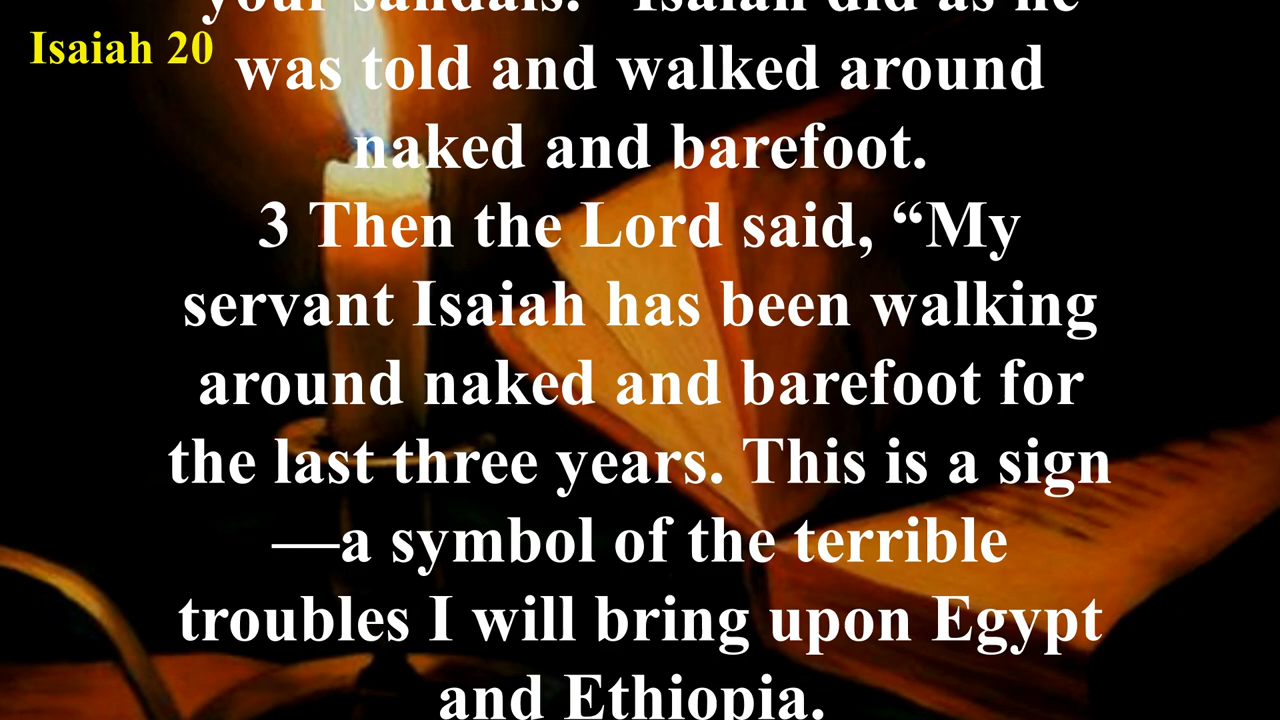 Isaiah 20
your sandals.” Isaiah did as he
was told and walked around
naked and barefoot.
3 Then the Lord said, “My
servant Isaiah has been walking
around naked and barefoot for
the last three years. This is a sign
—a symbol of the terrible
troubles I will bring upon Egypt
and Ethiopia.